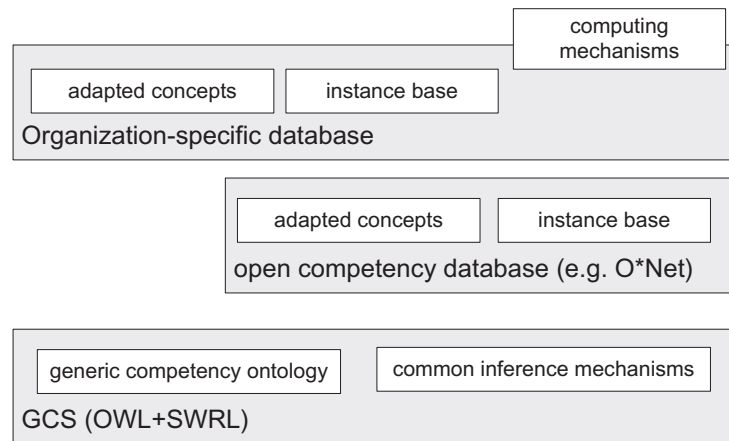 computing
mechanisms
adapted concepts
instance base
Organization-specific database
adapted concepts
instance base
open competency database (e.g. O*Net)
generic competency ontology
common inference mechanisms
GCS (OWL+SWRL)